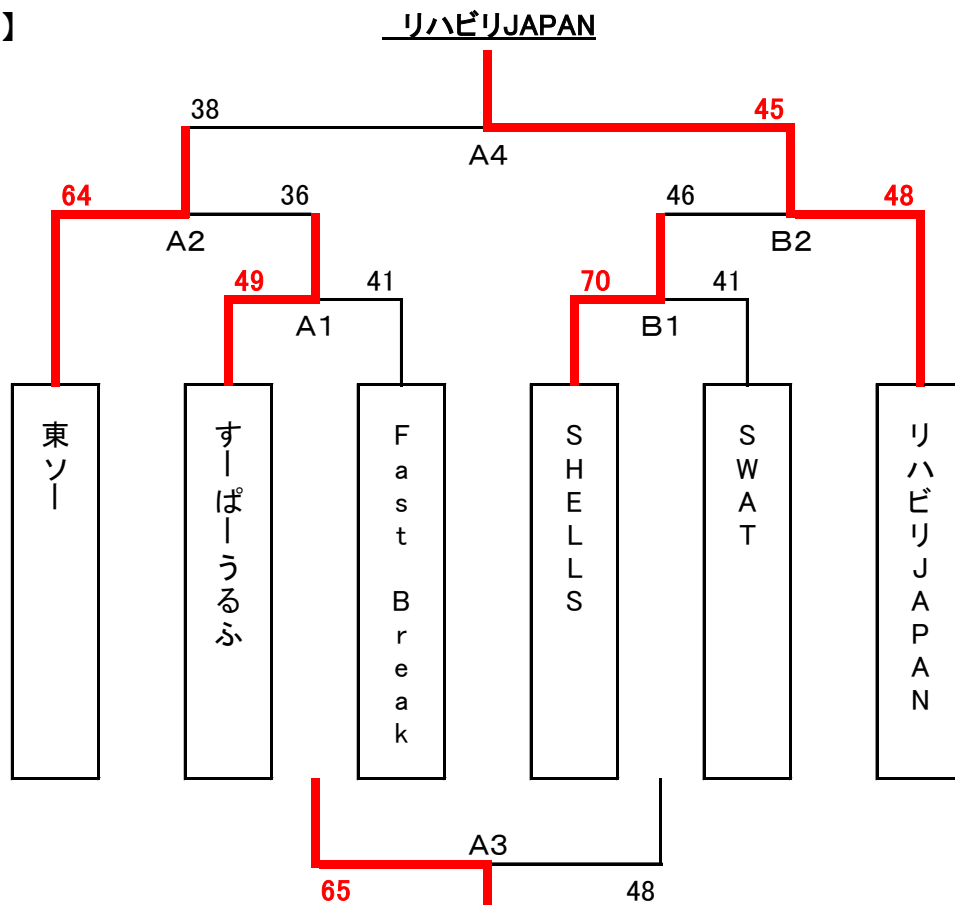 】
リハビリJAPAN
38
45
A4
64
36
46
48
A2
B2
49
41
70
41
A1
B1
東ソー
すーぱーうるふ
Fast Break
SHELLS
SWAT
リハビリJAPAN
A3
65
48